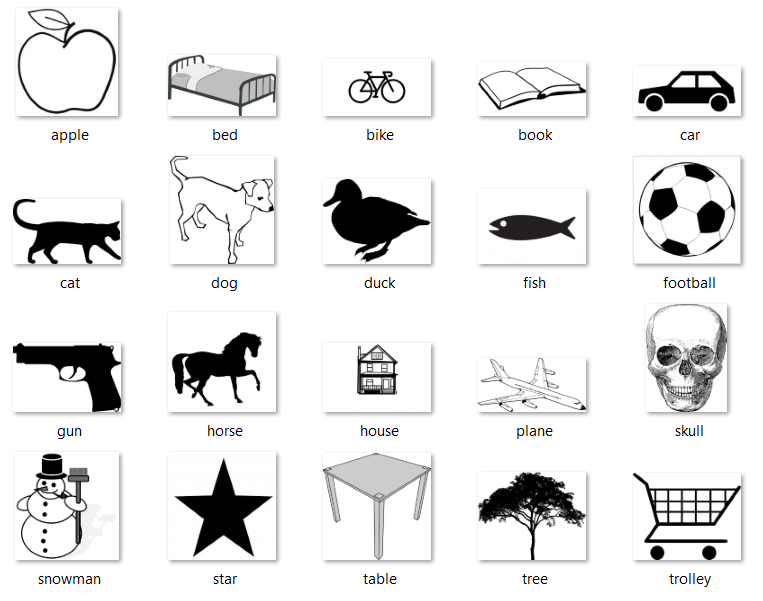 apple
bed
bike
book
car
cat
dog
duck
fish
football
gun
horse
house
plane
skull
snowman
star
table
tree
trolley